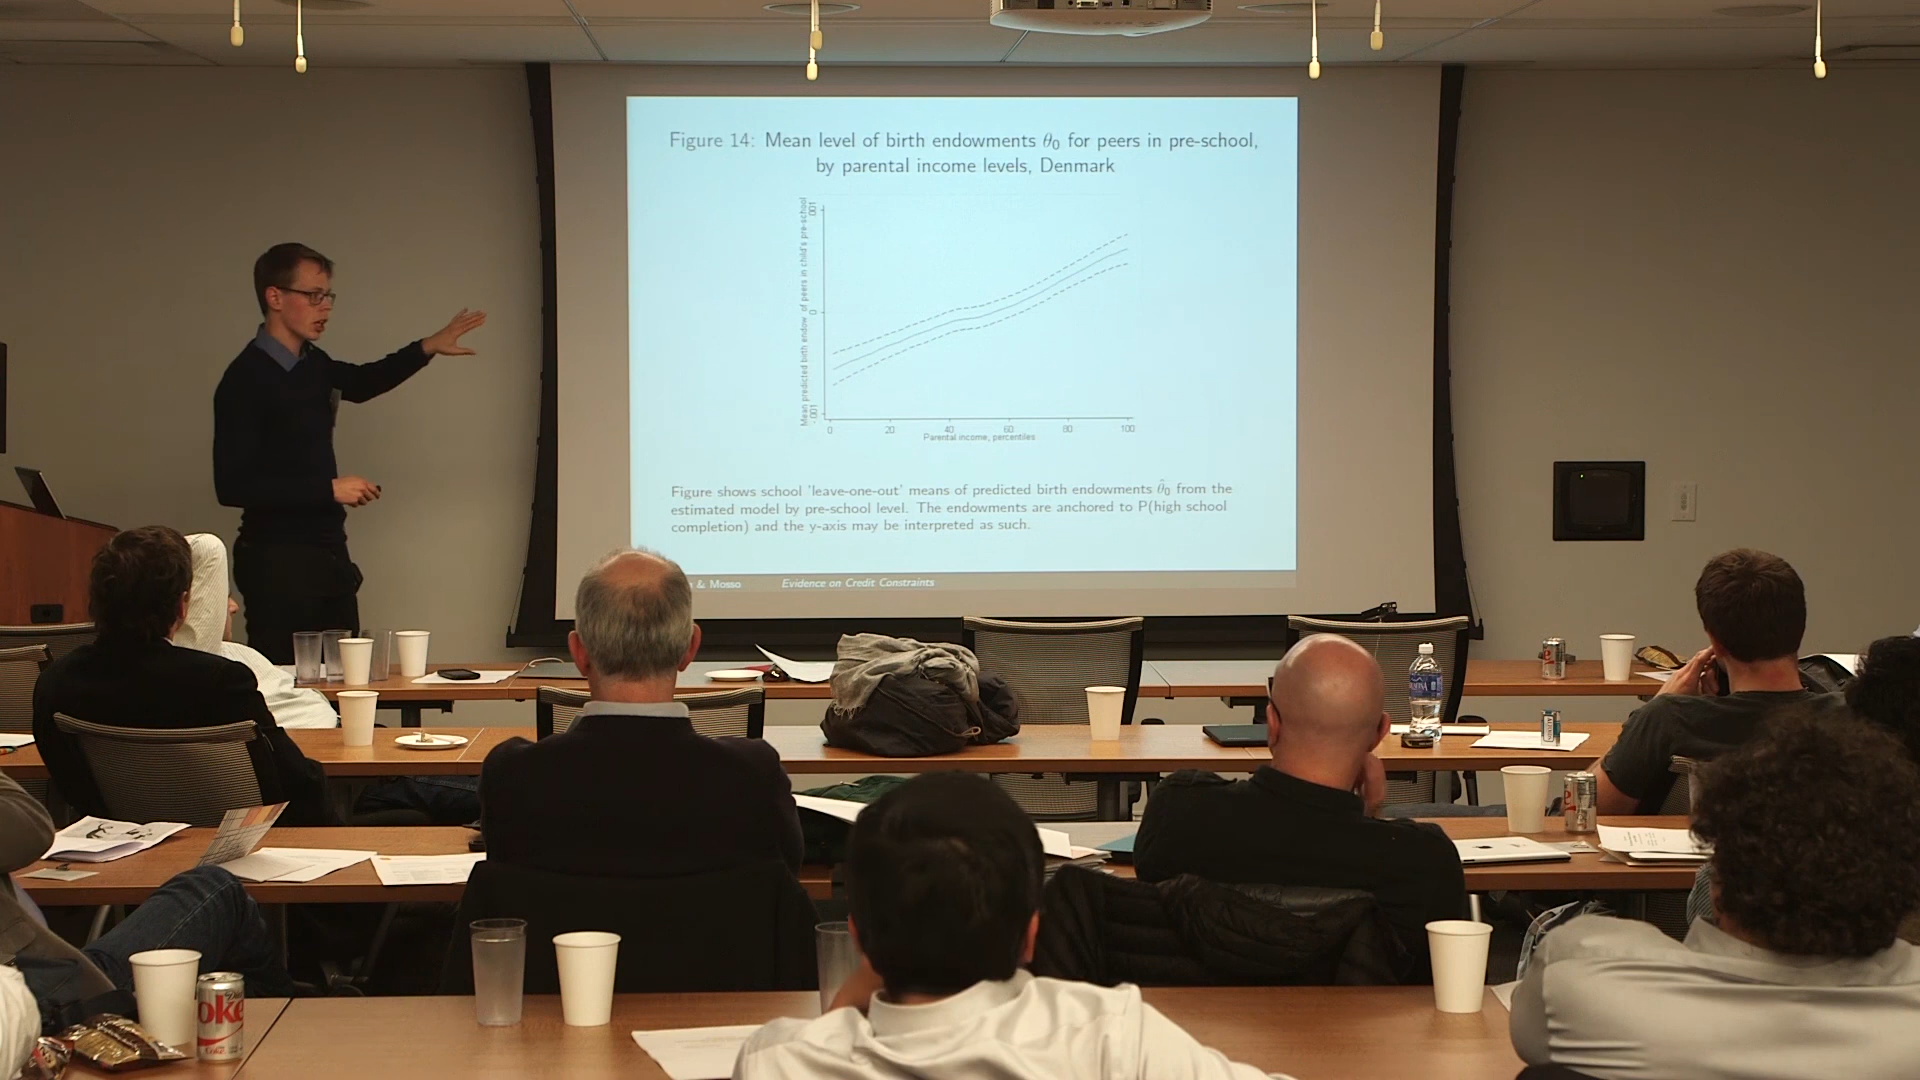 Figure 14: Mean level of birth endowments θ₀ for peers in pre-school,
by parental income levels, Denmark
Mean predicted birth endow. of peers in child's pre-school
.001
0
-.001
0 20 40 60 80 100
Parental income, percentiles
Figure shows school 'leave-one-out' means of predicted birth endowments θ̂₀ from the
estimated model by pre-school level. The endowments are anchored to P(high school
completion) and the y-axis may be interpreted as such.
& Mosso Evidence on Credit Constraints
oke